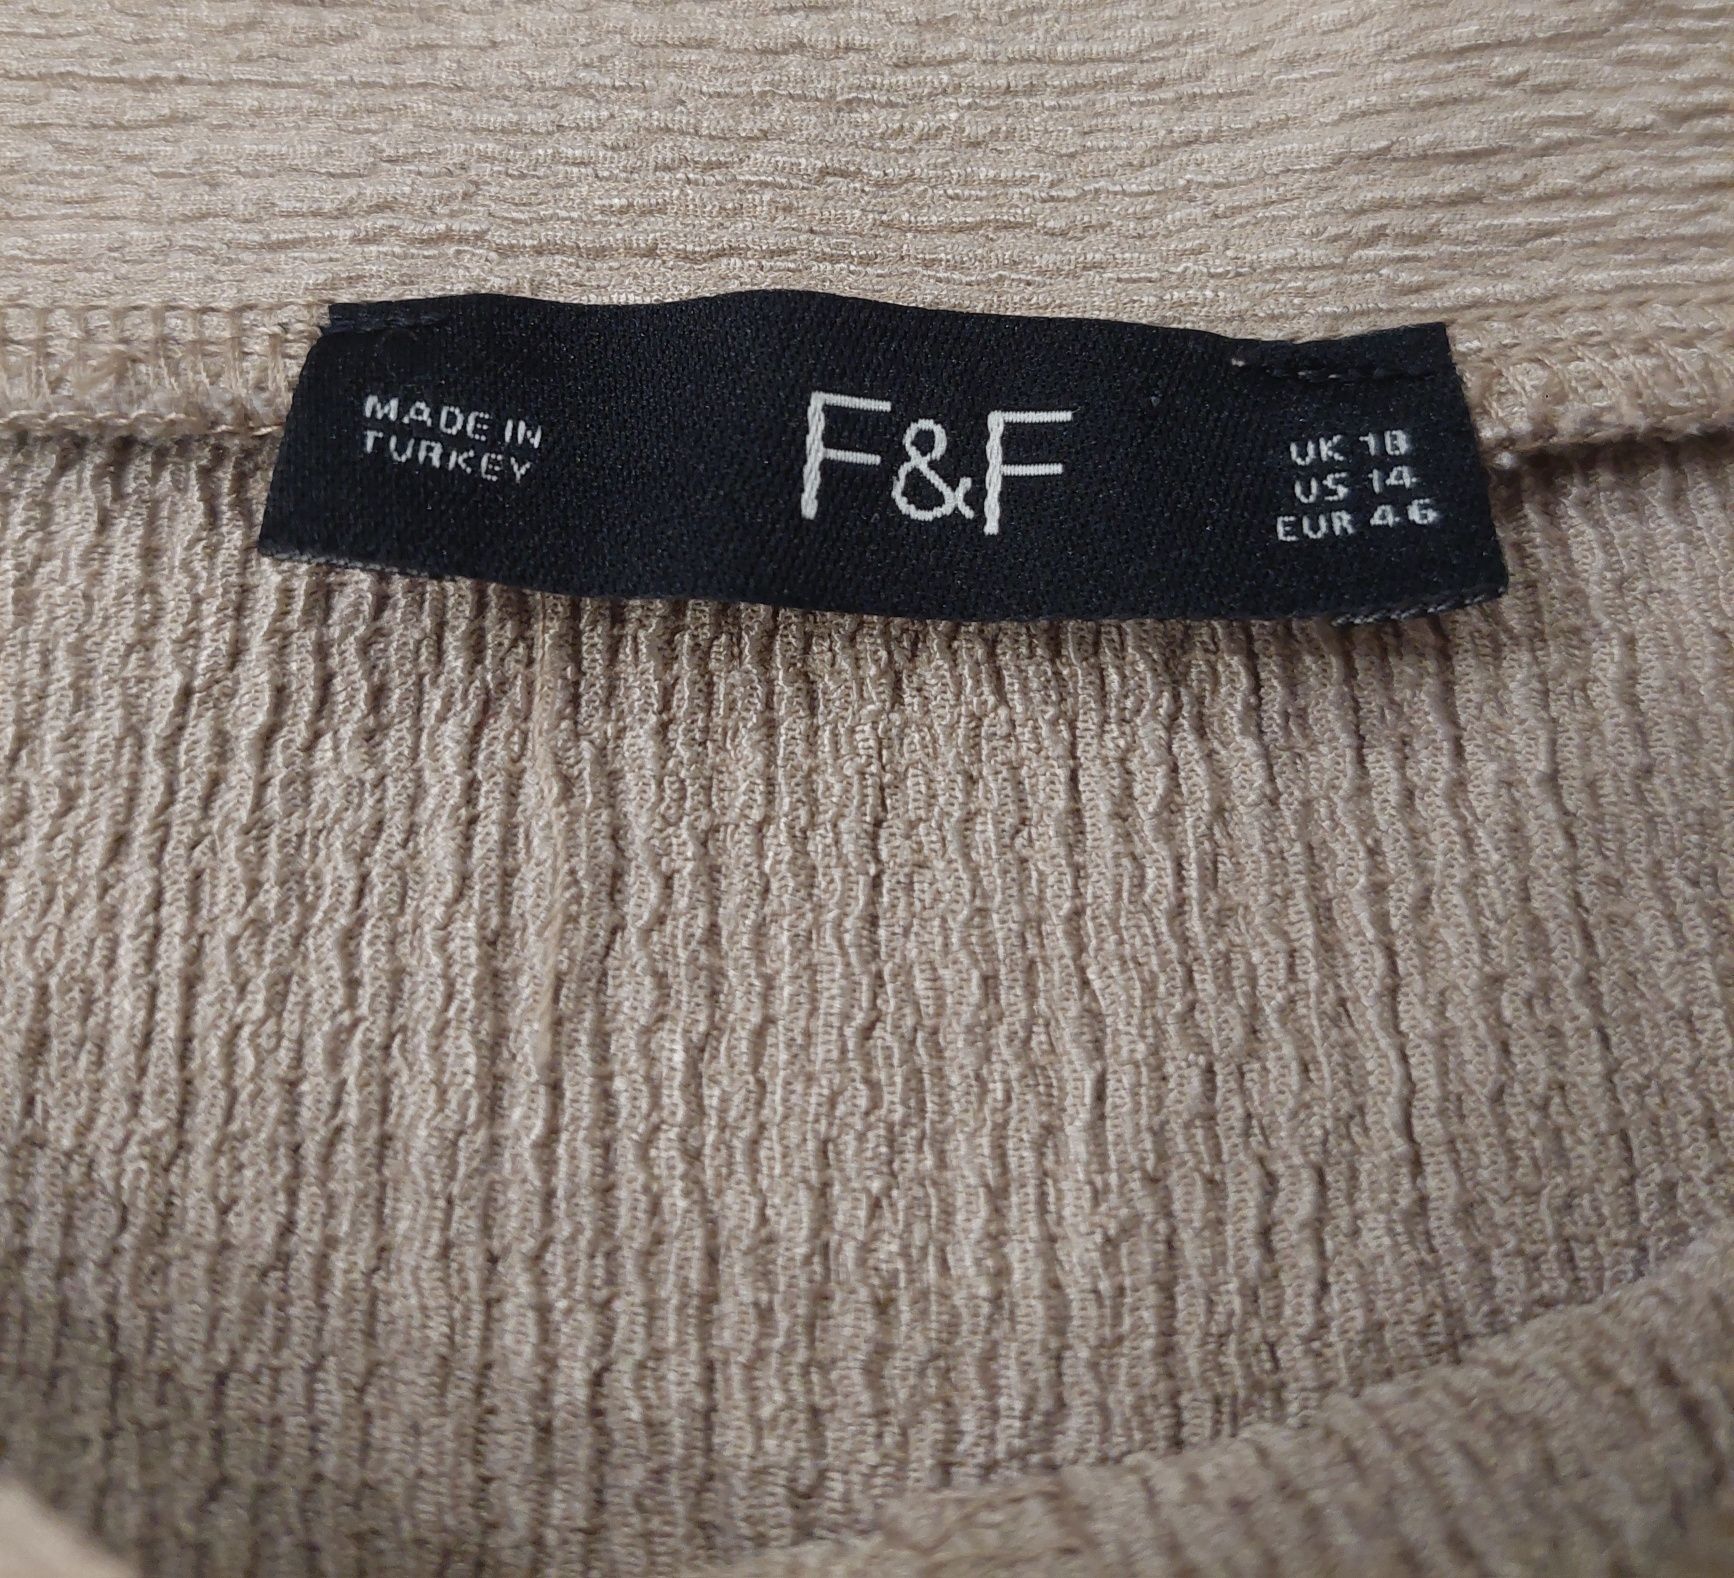 MADE IN
TURKEY
F&F
UK 18
US 14
EUR 46